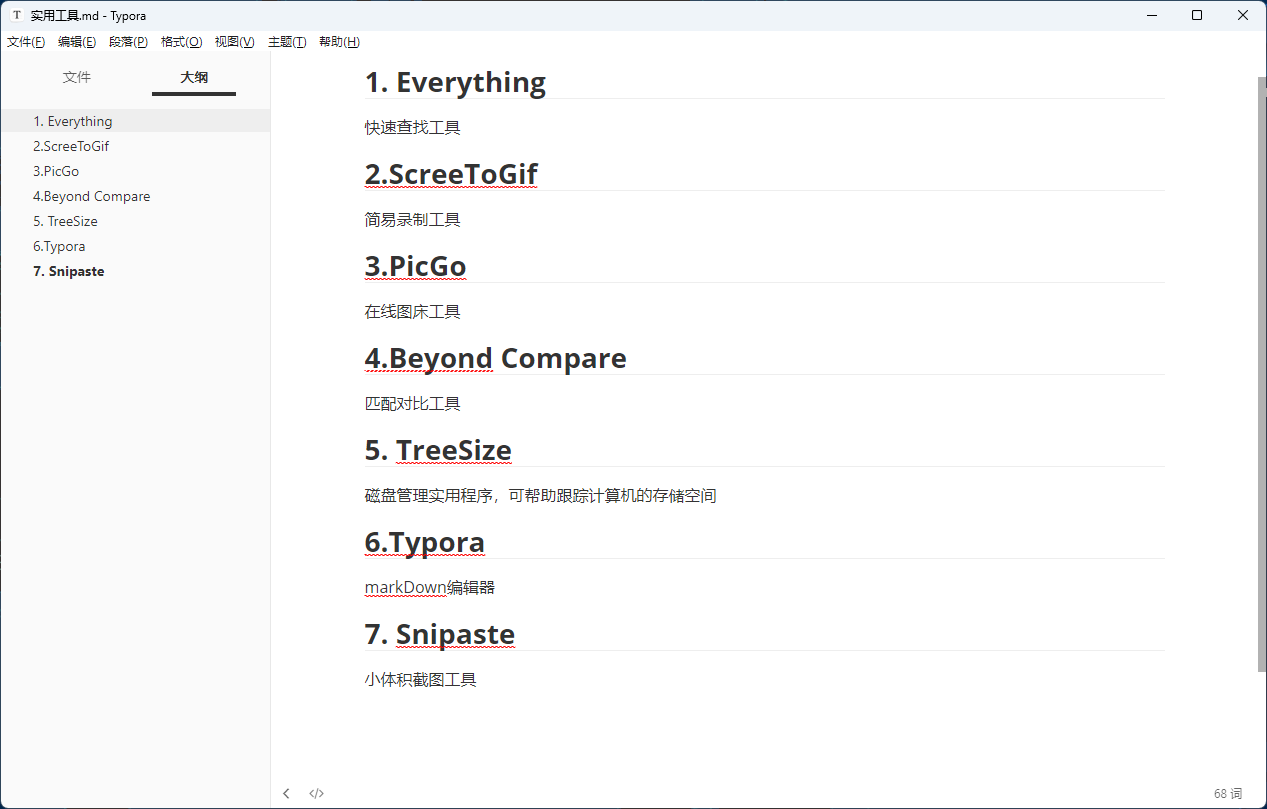 T 实用工具.md - Typora
文件(F) 编辑(E) 段落(P) 格式(O) 视图(V) 主题(T) 帮助(H)
文件 大纲
1. Everything
2.ScreeToGif
3.PicGo
4.Beyond Compare
5. TreeSize
6.Typora
7. Snipaste
1. Everything
快速查找工具
2.ScreeToGif
简易录制工具
3.PicGo
在线图床工具
4.Beyond Compare
匹配对比工具
5. TreeSize
磁盘管理实用程序，可帮助跟踪计算机的存储空间
6.Typora
markDown编辑器
7. Snipaste
小体积截图工具
68 词